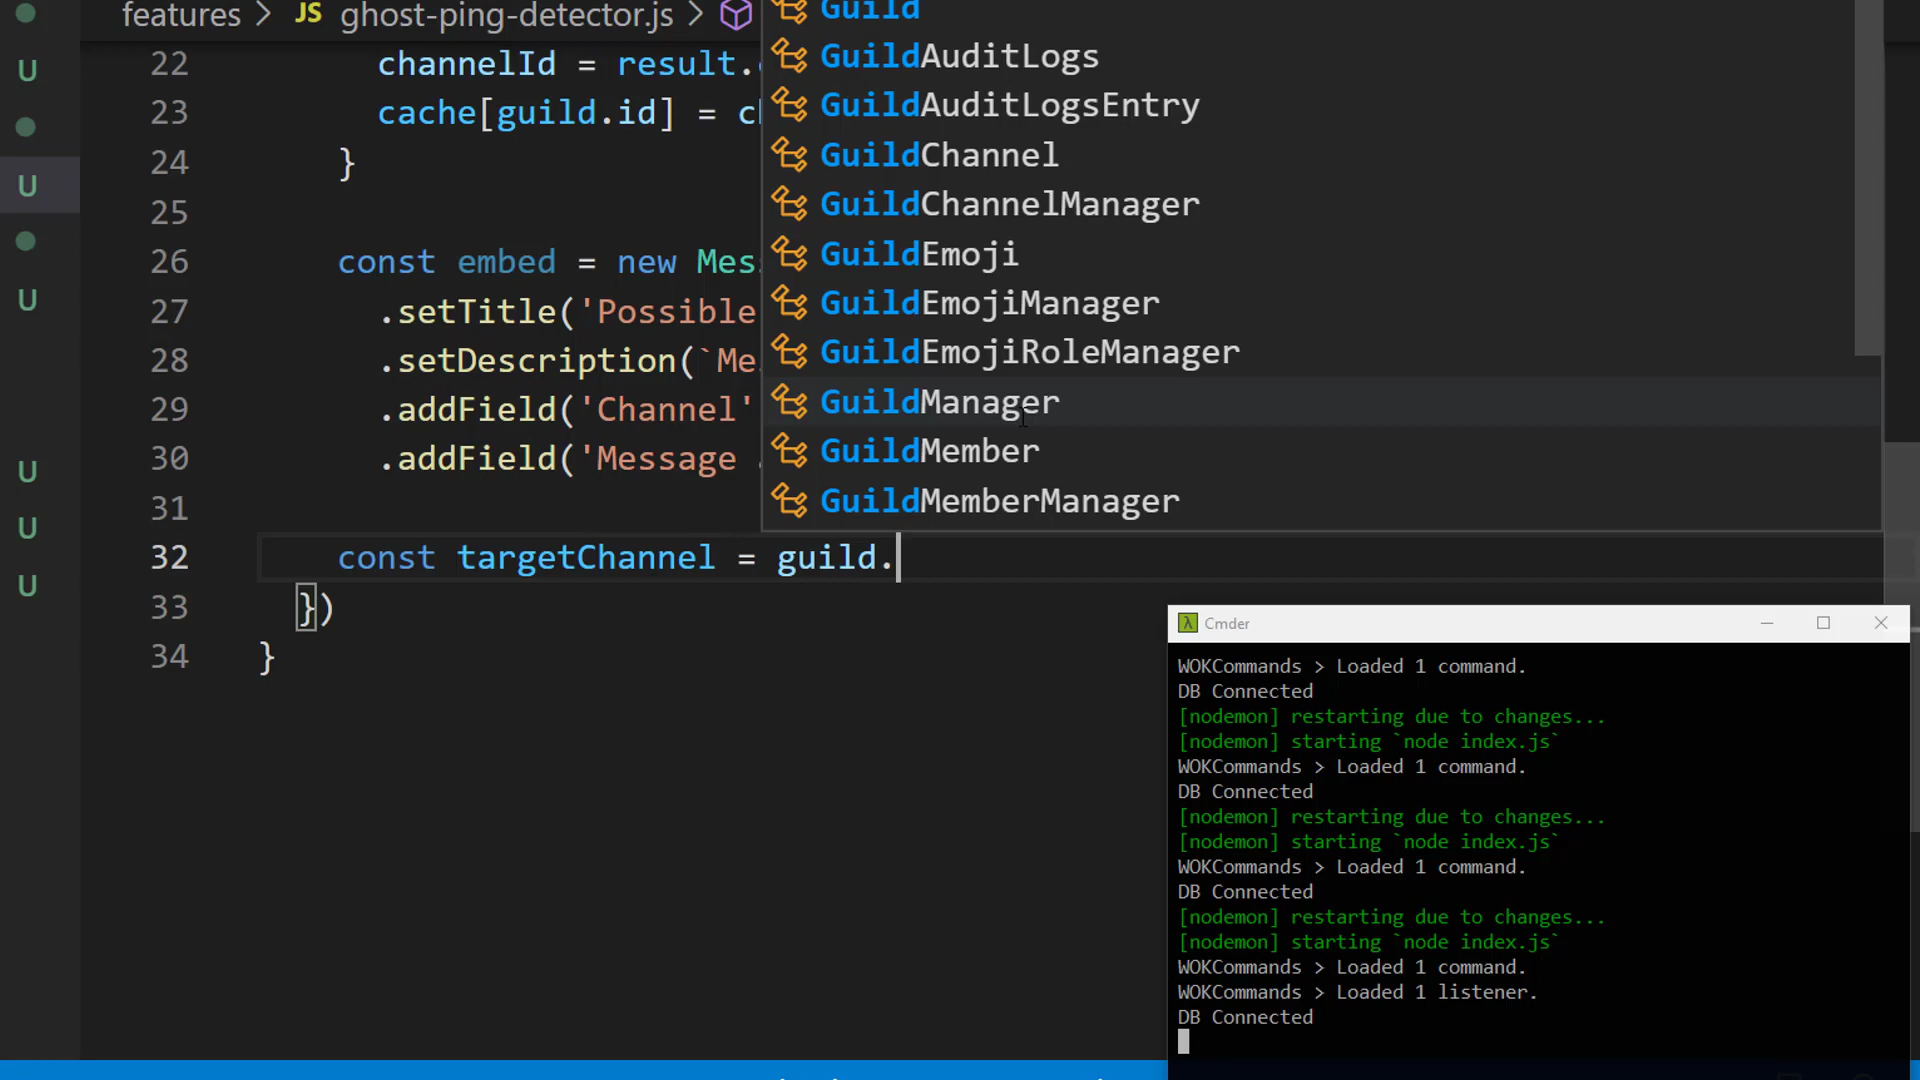 features > JS ghost-ping-detector.js >
22 channelId = result.
23 cache[guild.id] =
24 }
25
26 const embed = new
27 .setTitle('Possible
28 .setDescription(`
29 .addField('Channel'
30 .addField('Message
31
32 const targetChannel = guild.
33 })
34 }
Guild
GuildAuditLogs
GuildAuditLogsEntry
GuildChannel
GuildChannelManager
GuildEmoji
GuildEmojiManager
GuildEmojiRoleManager
GuildManager
GuildMember
GuildMemberManager
U
U
U
U
U
U
Cmder
WOKCommands > Loaded 1 command.
DB Connected
[nodemon] restarting due to changes...
[nodemon] starting `node index.js`
WOKCommands > Loaded 1 command.
DB Connected
[nodemon] restarting due to changes...
[nodemon] starting `node index.js`
WOKCommands > Loaded 1 command.
DB Connected
[nodemon] restarting due to changes...
[nodemon] starting `node index.js`
WOKCommands > Loaded 1 command.
WOKCommands > Loaded 1 listener.
DB Connected